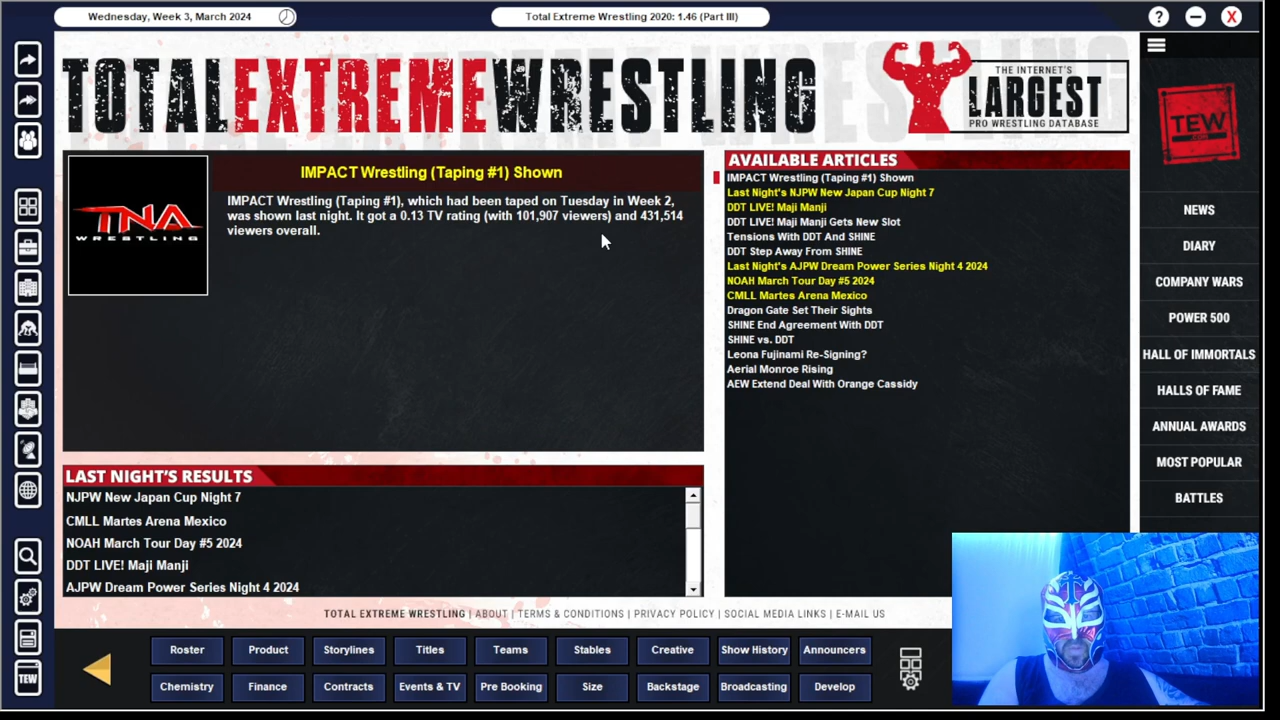 Wednesday, Week 3, March 2024
Total Extreme Wrestling 2020: 1.46 (Part III)
? X
TOTALEXTREMEWRESTLING
THE INTERNET'S
LARGEST
PRO WRESTLING DATABASE
TEW
.COM
TNA
WRESTLING
IMPACT Wrestling (Taping #1) Shown
IMPACT Wrestling (Taping #1), which had been taped on Tuesday in Week 2,
was shown last night. It got a 0.13 TV rating (with 101,907 viewers) and 431,514
viewers overall.
AVAILABLE ARTICLES
IMPACT Wrestling (Taping #1) Shown
Last Night's NJPW New Japan Cup Night 7
DDT LIVE! Maji Manji
DDT LIVE! Maji Manji Gets New Slot
Tensions With DDT And SHINE
DDT Step Away From SHINE
Last Night's AJPW Dream Power Series Night 4 2024
NOAH March Tour Day #5 2024
CMLL Martes Arena Mexico
Dragon Gate Set Their Sights
SHINE End Agreement With DDT
SHINE vs. DDT
Leona Fujinami Re-Signing?
Aerial Monroe Rising
AEW Extend Deal With Orange Cassidy
NEWS
DIARY
COMPANY WARS
POWER 500
HALL OF IMMORTALS
HALLS OF FAME
ANNUAL AWARDS
MOST POPULAR
BATTLES
LAST NIGHT'S RESULTS
NJPW New Japan Cup Night 7
CMLL Martes Arena Mexico
NOAH March Tour Day #5 2024
DDT LIVE! Maji Manji
AJPW Dream Power Series Night 4 2024
TOTAL EXTREME WRESTLING | ABOUT | TERMS & CONDITIONS | PRIVACY POLICY | SOCIAL MEDIA LINKS | E-MAIL US
TEW
Roster Product Storylines Titles Teams Stables Creative Show History Announcers
Chemistry Finance Contracts Events & TV Pre Booking Size Backstage Broadcasting Develop